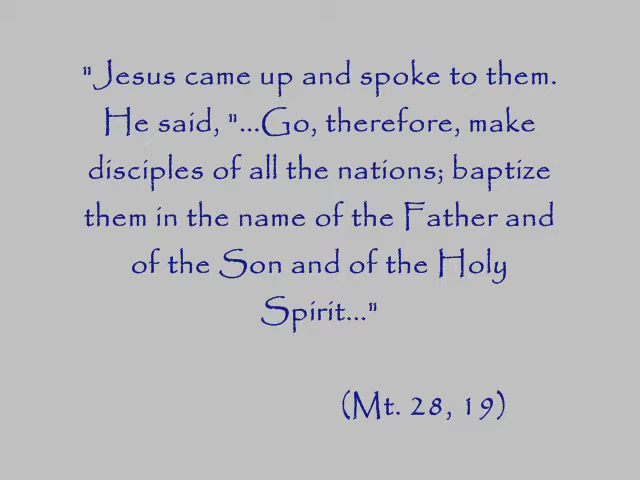 "Jesus came up and spoke to them.
He said, "...Go, therefore, make
disciples of all the nations; baptize
them in the name of the Father and
of the Son and of the Holy
Spirit..."
(Mt. 28, 19)